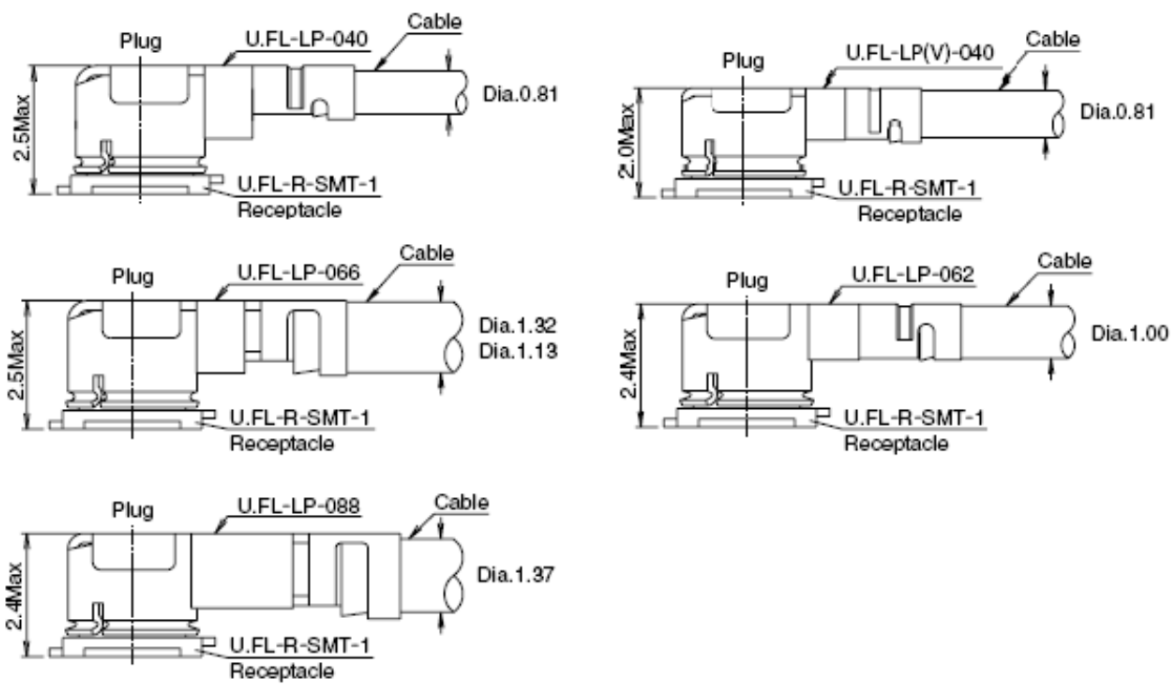 Plug
U.FL-LP-040
Cable
2.5Max
Dia.0.81
U.FL-R-SMT-1
Receptacle
Plug
U.FL-LP(V)-040
Cable
2.0Max
Dia.0.81
U.FL-R-SMT-1
Receptacle
Plug
U.FL-LP-066
Cable
2.5Max
Dia.1.32
Dia.1.13
U.FL-R-SMT-1
Receptacle
Plug
U.FL-LP-062
Cable
2.4Max
Dia.1.00
U.FL-R-SMT-1
Receptacle
Plug
U.FL-LP-088
Cable
2.4Max
Dia.1.37
U.FL-R-SMT-1
Receptacle